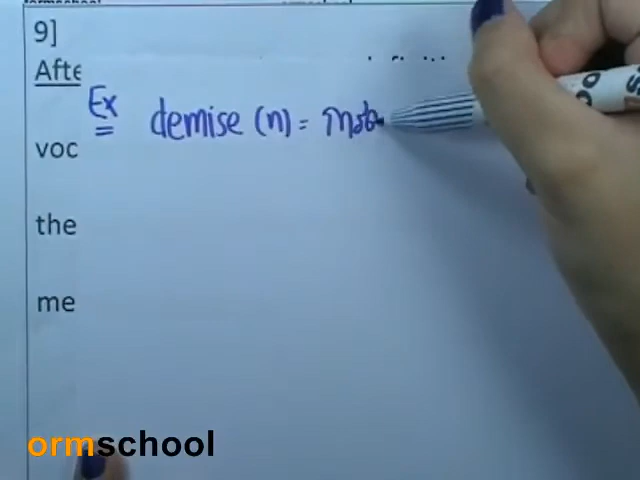 9]
Afte
Ex demise (n) =
voc
the
me
ormschool